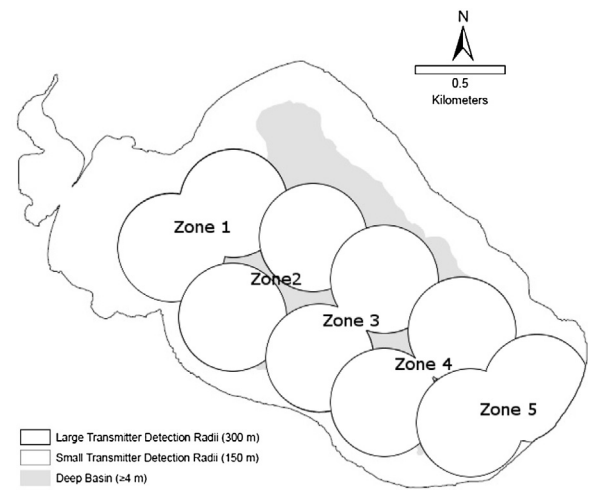 N
0.5
Kilometers
Zone 1
Zone2
Zone 3
Zone 4
Zone 5
Large Transmitter Detection Radii (300 m)
Small Transmitter Detection Radii (150 m)
Deep Basin (≥4 m)